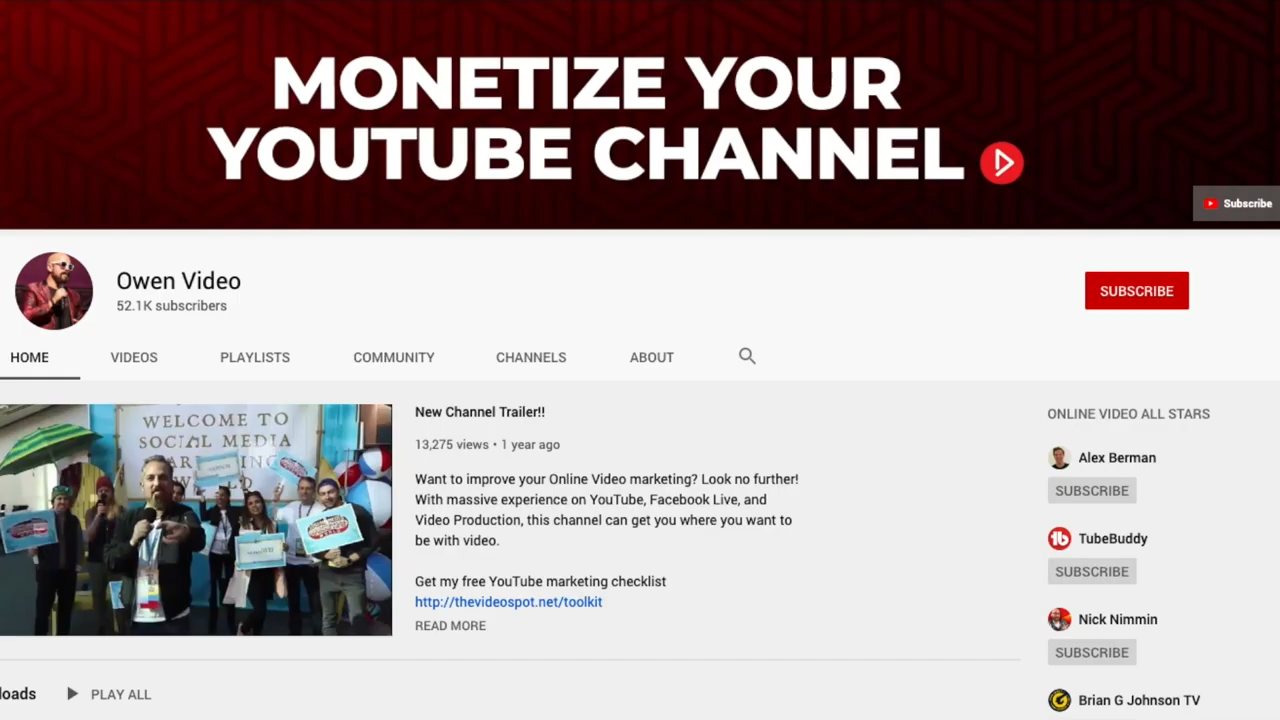 MONETIZE YOUR
YOUTUBE CHANNEL
Subscribe
Owen Video
52.1K subscribers
SUBSCRIBE
HOME VIDEOS PLAYLISTS COMMUNITY CHANNELS ABOUT
WELCOME TO
SOCIAL MEDIA
New Channel Trailer!!
13,275 views • 1 year ago
Want to improve your Online Video marketing? Look no further!
With massive experience on YouTube, Facebook Live, and
Video Production, this channel can get you where you want to
be with video.
Get my free YouTube marketing checklist
http://thevideospot.net/toolkit
READ MORE
ONLINE VIDEO ALL STARS
Alex Berman
SUBSCRIBE
TubeBuddy
SUBSCRIBE
Nick Nimmin
SUBSCRIBE
Brian G Johnson TV
loads PLAY ALL